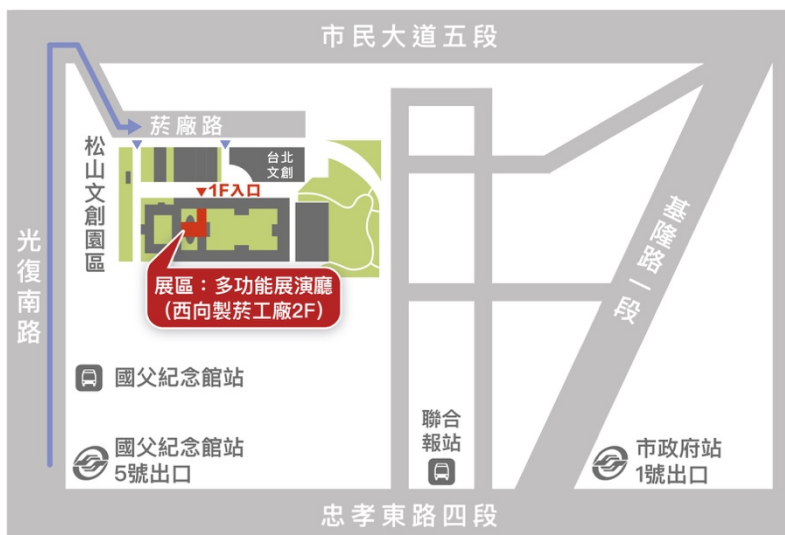 市民大道五段
菸廠路
松山文創園區
台北
文創
1F入口
光復南路
基隆路一段
展區：多功能展演廳
（西向製菸工廠2F）
國父紀念館站
聯合
報站
國父紀念館站
5號出口
市政府站
1號出口
忠孝東路四段